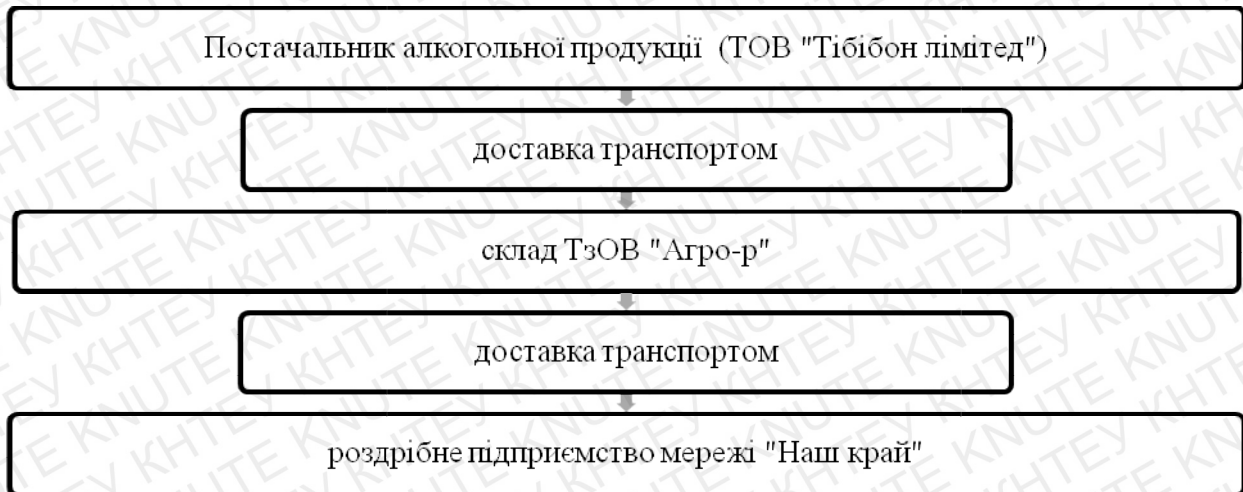 Постачальник алкогольної продукції (ТОВ "Тібібон лімітед")
доставка транспортом
склад ТзОВ "Агро-р"
доставка транспортом
роздрібне підприємство мережі "Наш край"